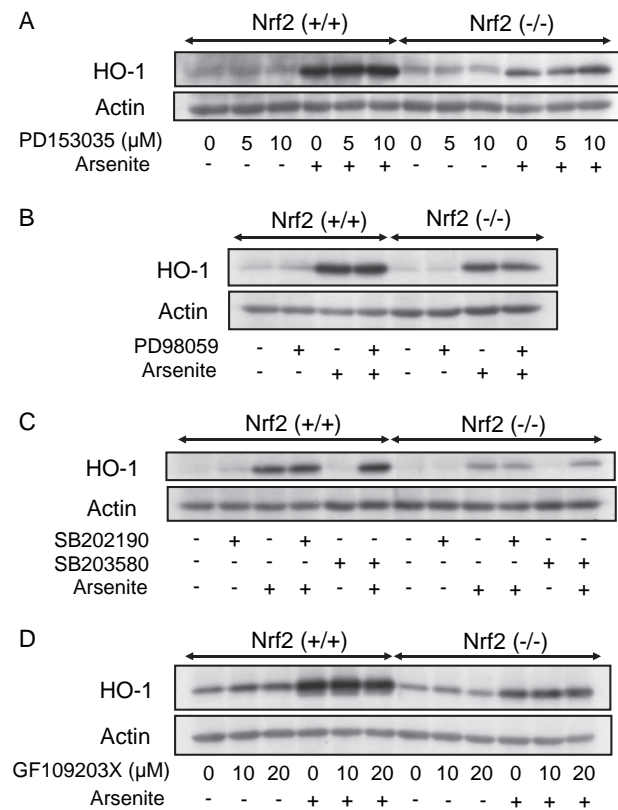 A
Nrf2 (+/+) Nrf2 (-/-)
HO-1
Actin
PD153035 (μM) 0 5 10 0 5 10 0 5 10 0 5 10
Arsenite - - - + + + - - - + + +
B
Nrf2 (+/+) Nrf2 (-/-)
HO-1
Actin
PD98059 - + - + - + - +
Arsenite - - + + - - + +
C
Nrf2 (+/+) Nrf2 (-/-)
HO-1
Actin
SB202190 - + - + - - - + - + - -
SB203580 - - - - + + - - - - + +
Arsenite - - + + - + - - + + - +
D
Nrf2 (+/+) Nrf2 (-/-)
HO-1
Actin
GF109203X (μM) 0 10 20 0 10 20 0 10 20 0 10 20
Arsenite - - - + + + - - - + + +